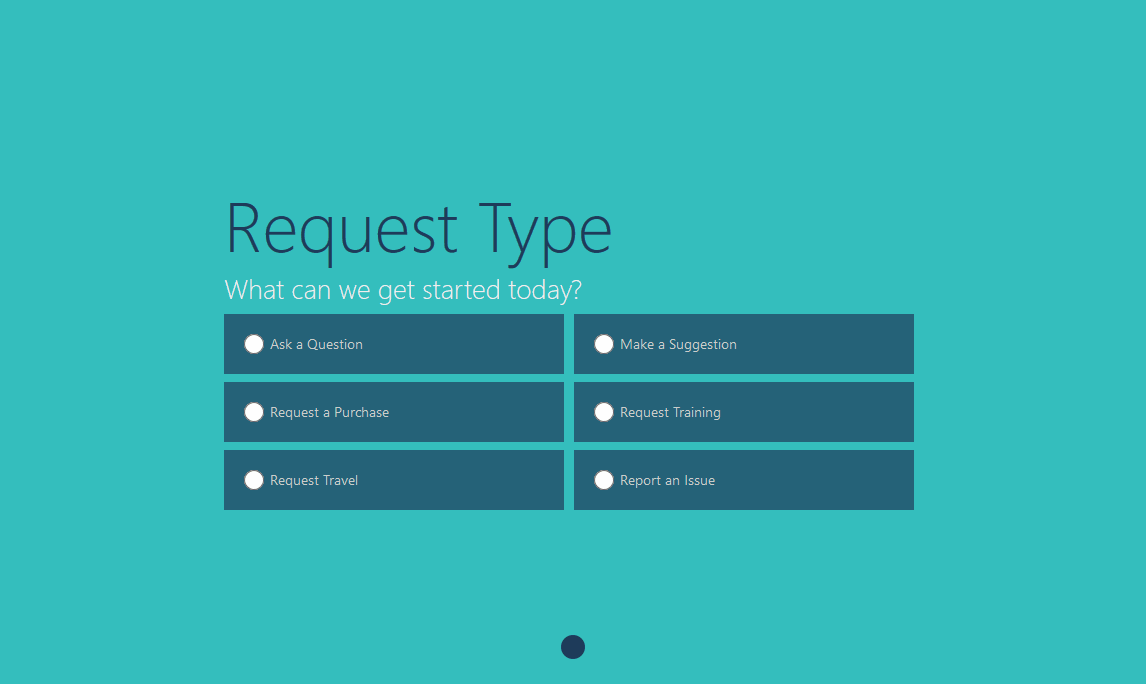 Request Type
What can we get started today?
Ask a Question
Make a Suggestion
Request a Purchase
Request Training
Request Travel
Report an Issue